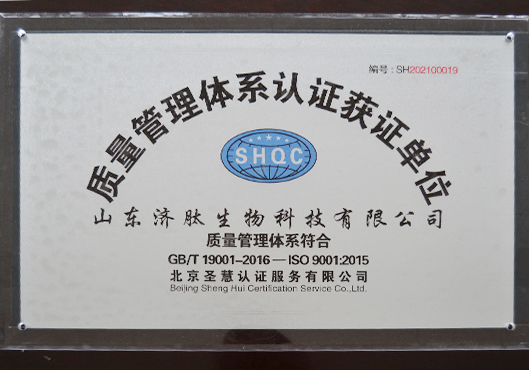 编号:SH202100019
质量管理体系认证获证单位
SHQC
山东济肽生物科技有限公司
质量管理体系符合
GB/T 19001-2016—ISO 9001:2015
北京圣慧认证服务有限公司
Beijing Sheng Hui Certification Service Co.,Ltd.